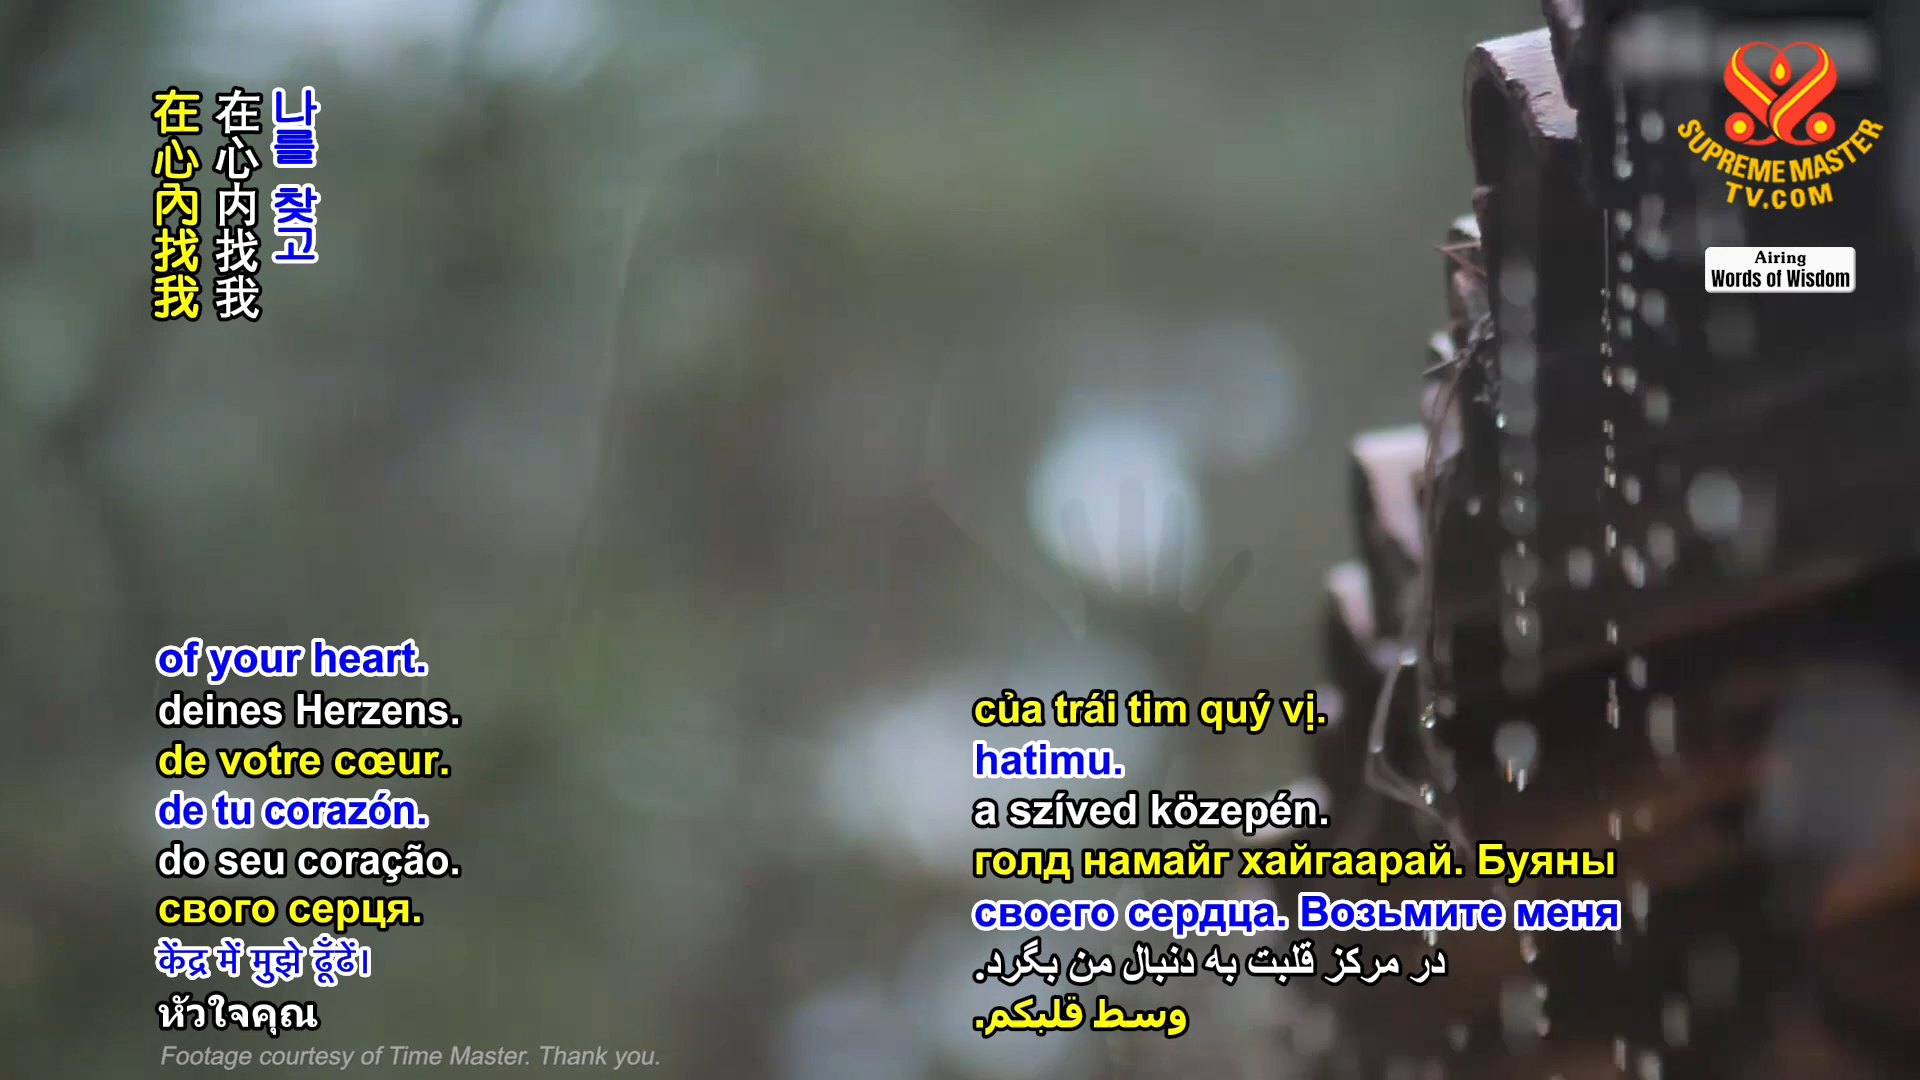 在心內找我
在心内找我
나를 찾고
SUPREME MASTER
TV.COM
Airing
Words of Wisdom
of your heart.
deines Herzens.
de votre cœur.
de tu corazón.
do seu coração.
свого серця.
केंद्र में मुझे ढूँढें।
หัวใจคุณ
Footage courtesy of Time Master. Thank you.
của trái tim quý vị.
hatimu.
a szíved közepén.
голд намайг хайгаарай. Буяны
своего сердца. Возьмите меня
در مرکز قلبت به دنبال من بگرد.
وسط قلبكم.